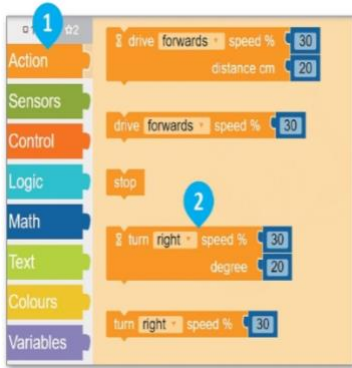 1
2
Action
Sensors
Control
Logic
Math
Text
Colours
Variables
drive forwards speed % 30
distance cm 20
drive forwards speed % 30
stop
2
turn right speed % 30
degree 20
turn right speed % 30